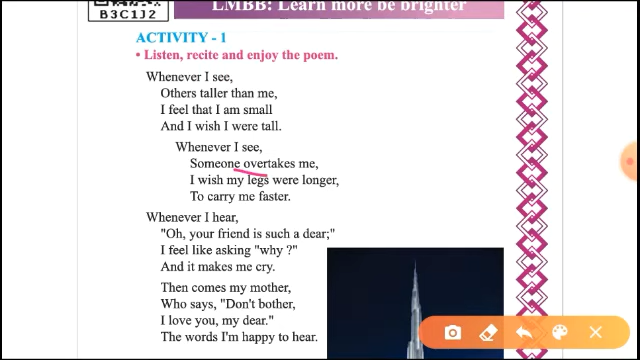 B3C1J2
LMBB: Learn more be brighter
ACTIVITY - 1
• Listen, recite and enjoy the poem.
Whenever I see,
Others taller than me,
I feel that I am small
And I wish I were tall.
Whenever I see,
Someone overtakes me,
I wish my legs were longer,
To carry me faster.
Whenever I hear,
"Oh, your friend is such a dear;"
I feel like asking "why ?"
And it makes me cry.
Then comes my mother,
Who says, "Don't bother,
I love you, my dear."
The words I'm happy to hear.